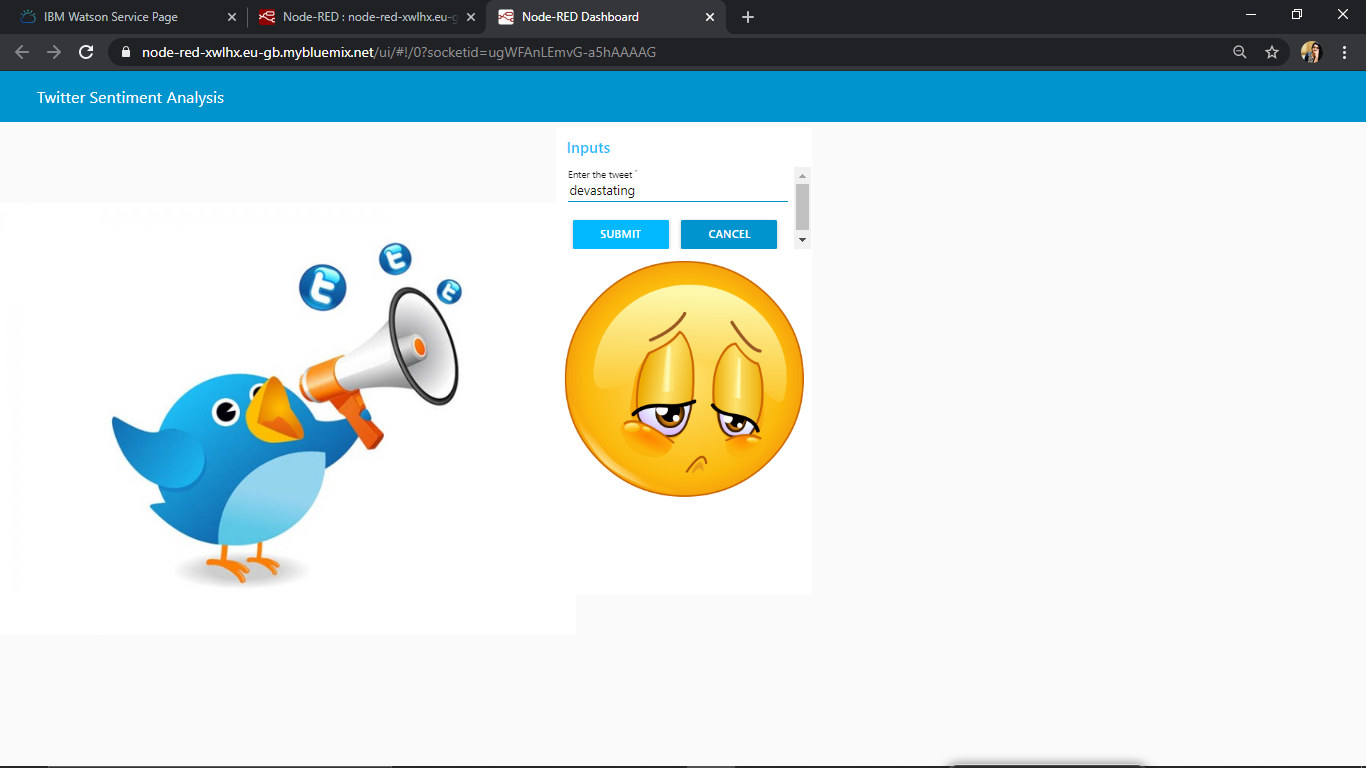 IBM Watson Service Page
Node-RED : node-red-xwlhx.eu-g
Node-RED Dashboard
node-red-xwlhx.eu-gb.mybluemix.net/ui/#!/0?socketid=ugWFAnLEmvG-a5hAAAAG
Twitter Sentiment Analysis
Inputs
Enter the tweet *
devastating
SUBMIT CANCEL
t t t